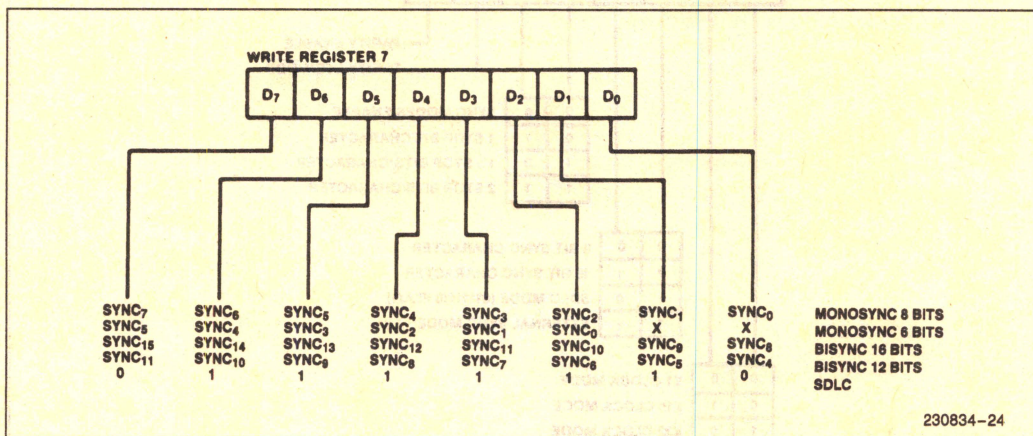 WRITE REGISTER 7
D7 D6 D5 D4 D3 D2 D1 D0
SYNC7 SYNC6 SYNC5 SYNC4 SYNC3 SYNC2 SYNC1 SYNC0 MONOSYNC 8 BITS
SYNC5 SYNC4 SYNC3 SYNC2 SYNC1 SYNC0 X X MONOSYNC 6 BITS
SYNC15 SYNC14 SYNC13 SYNC12 SYNC11 SYNC10 SYNC9 SYNC8 BISYNC 16 BITS
SYNC11 SYNC10 SYNC9 SYNC8 SYNC7 SYNC6 SYNC5 SYNC4 BISYNC 12 BITS
0 1 1 1 1 1 1 0 SDLC
230834-24